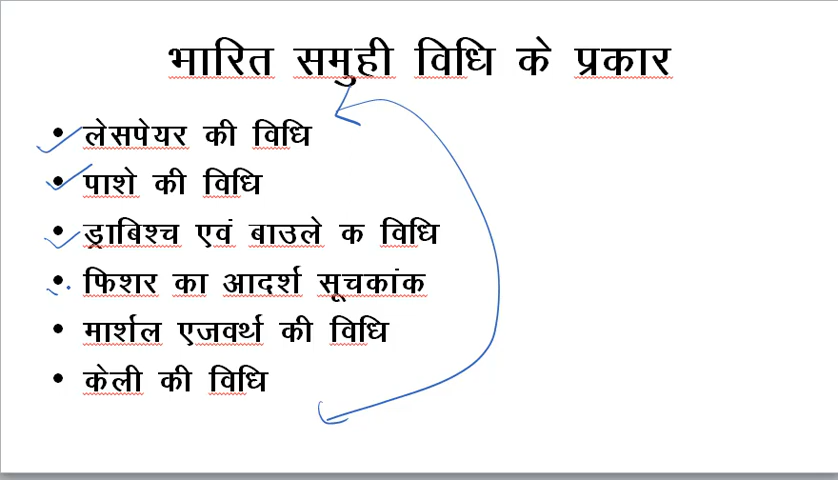 भारित समुही विधि के प्रकार
• लेसपेयर की विधि
• पाशे की विधि
• ड्राबिश्च एवं बाउले क विधि
• फिशर का आदर्श सूचकांक
• मार्शल एजवर्थ की विधि
• केली की विधि